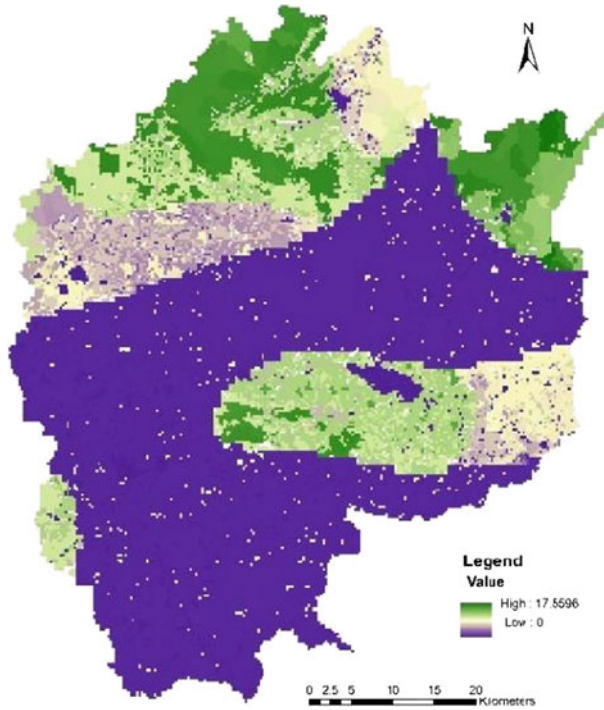 N
Legend
Value
High : 17.5596
Low : 0
0 2.5 5 10 15 20
Kilometers